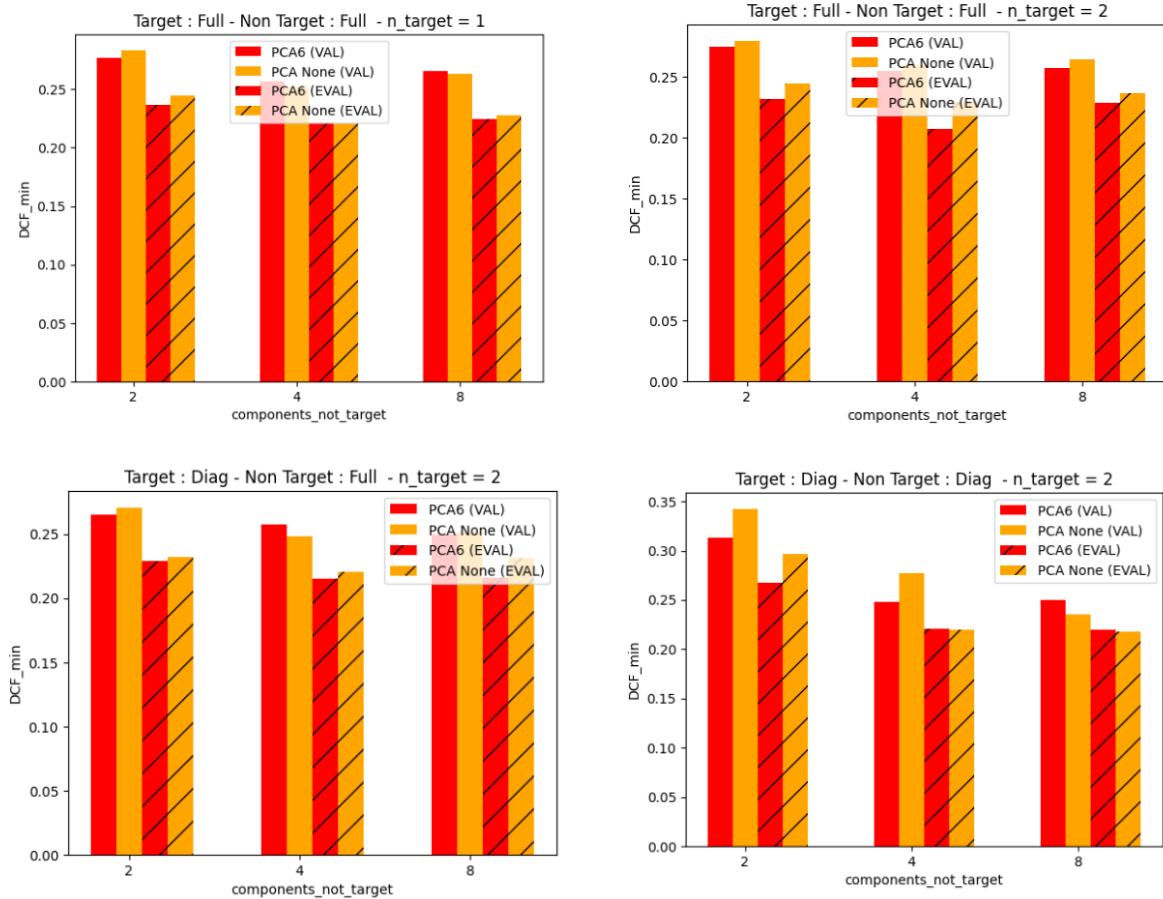 Target : Full - Non Target : Full - n_target = 1
PCA6 (VAL)
PCA None (VAL)
PCA6 (EVAL)
PCA None (EVAL)
DCF_min
0.25
0.20
0.15
0.10
0.05
0.00
2 4 8
components_not_target
Target : Full - Non Target : Full - n_target = 2
PCA6 (VAL)
PCA None (VAL)
PCA6 (EVAL)
PCA None (EVAL)
DCF_min
0.25
0.20
0.15
0.10
0.05
0.00
2 4 8
components_not_target
Target : Diag - Non Target : Full - n_target = 2
PCA6 (VAL)
PCA None (VAL)
PCA6 (EVAL)
PCA None (EVAL)
DCF_min
0.25
0.20
0.15
0.10
0.05
0.00
2 4 8
components_not_target
Target : Diag - Non Target : Diag - n_target = 2
PCA6 (VAL)
PCA None (VAL)
PCA6 (EVAL)
PCA None (EVAL)
DCF_min
0.35
0.30
0.25
0.20
0.15
0.10
0.05
0.00
2 4 8
components_not_target